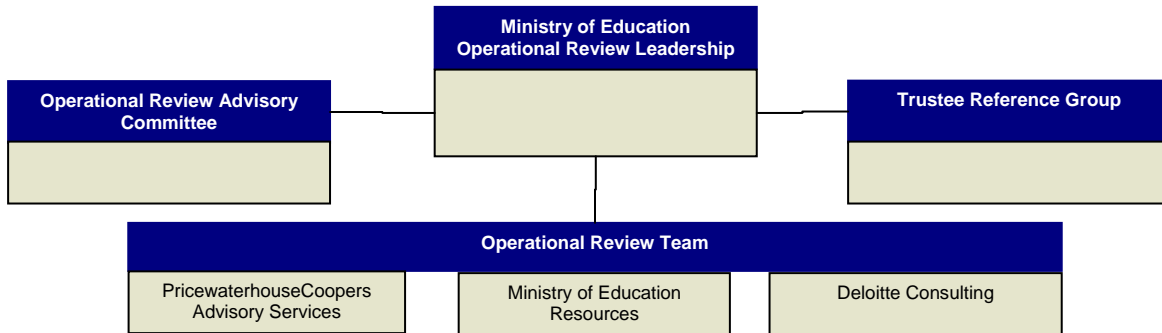 Ministry of Education
Operational Review Leadership
Operational Review Advisory
Committee
Trustee Reference Group
Operational Review Team
PricewaterhouseCoopers
Advisory Services
Ministry of Education
Resources
Deloitte Consulting